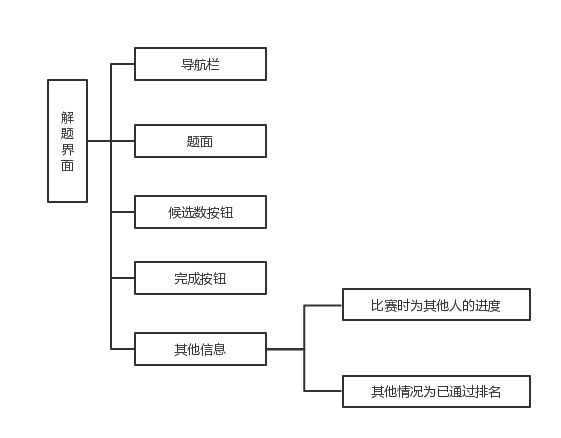 解题界面
导航栏
题面
候选数按钮
完成按钮
其他信息
比赛时为其他人的进度
其他情况为已通过排名